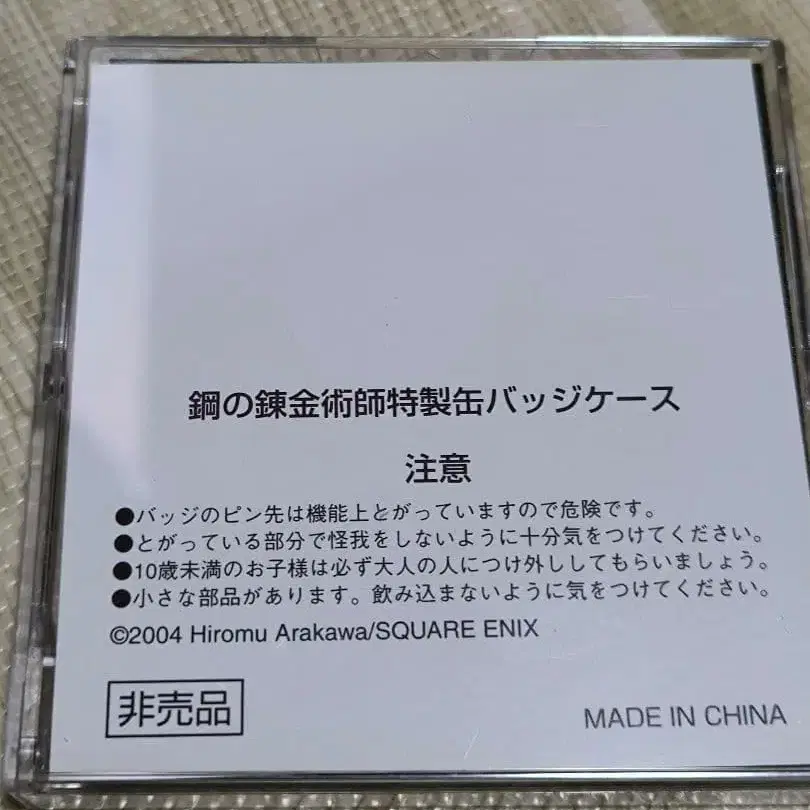 鋼の錬金術師特製缶バッジケース
注意
●バッジのピン先は機能上とがっていますので危険です。
●とがっている部分で怪我をしないように十分気をつけてください。
●10歳未満のお子様は必ず大人の人につけ外ししてもらいましょう。
●小さな部品があります。飲み込まないように気をつけてください。
©2004 Hiromu Arakawa/SQUARE ENIX
非売品
MADE IN CHINA